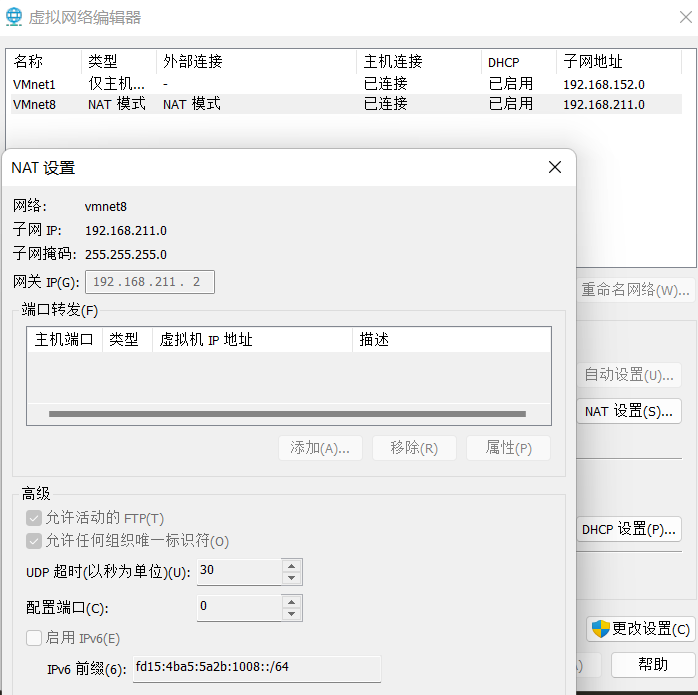 虚拟网络编辑器
名称 类型 外部连接 主机连接 DHCP 子网地址
VMnet1 仅主机... - 已连接 已启用 192.168.152.0
VMnet8 NAT 模式 NAT 模式 已连接 已启用 192.168.211.0
NAT 设置
网络: vmnet8
子网 IP: 192.168.211.0
子网掩码: 255.255.255.0
网关 IP(G): 192 . 168 . 211 . 2
重命名网络(W)...
端口转发(F)
主机端口 类型 虚拟机 IP 地址 描述
自动设置(U)...
NAT 设置(S)...
添加(A)... 移除(R) 属性(P)
高级
允许活动的 FTP(T)
DHCP 设置(P)...
允许任何组织唯一标识符(O)
UDP 超时(以秒为单位)(U): 30
配置端口(C): 0
更改设置(C)
启用 IPv6(E)
IPv6 前缀(6): fd15:4ba5:5a2b:1008::/64
帮助